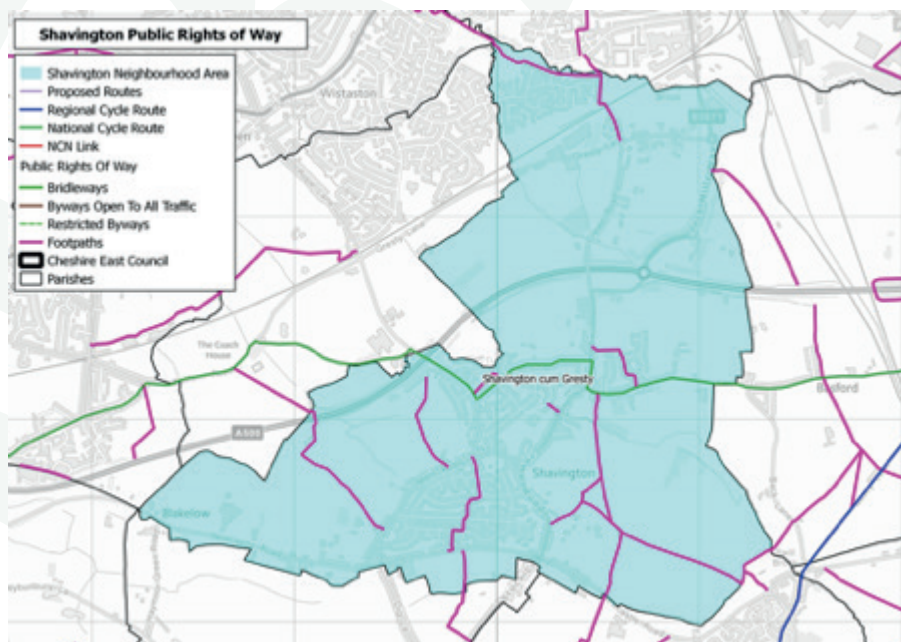 Shavington Public Rights of Way
Shavington Neighbourhood Area
Proposed Routes
Regional Cycle Route
National Cycle Route
NCN Link
Public Rights Of Way
Bridleways
Byways Open To All Traffic
Restricted Byways
Footpaths
Cheshire East Council
Parishes
Wistaston
Gresty Lane
The Coach
House
Shavington cum Gresty
Basford
A500
Shavington
Blakelow